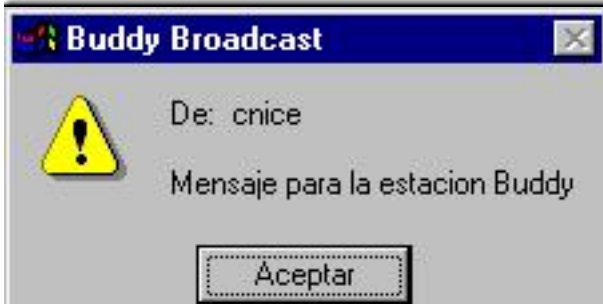 Buddy Broadcast
De: cnice
Mensaje para la estacion Buddy
Aceptar